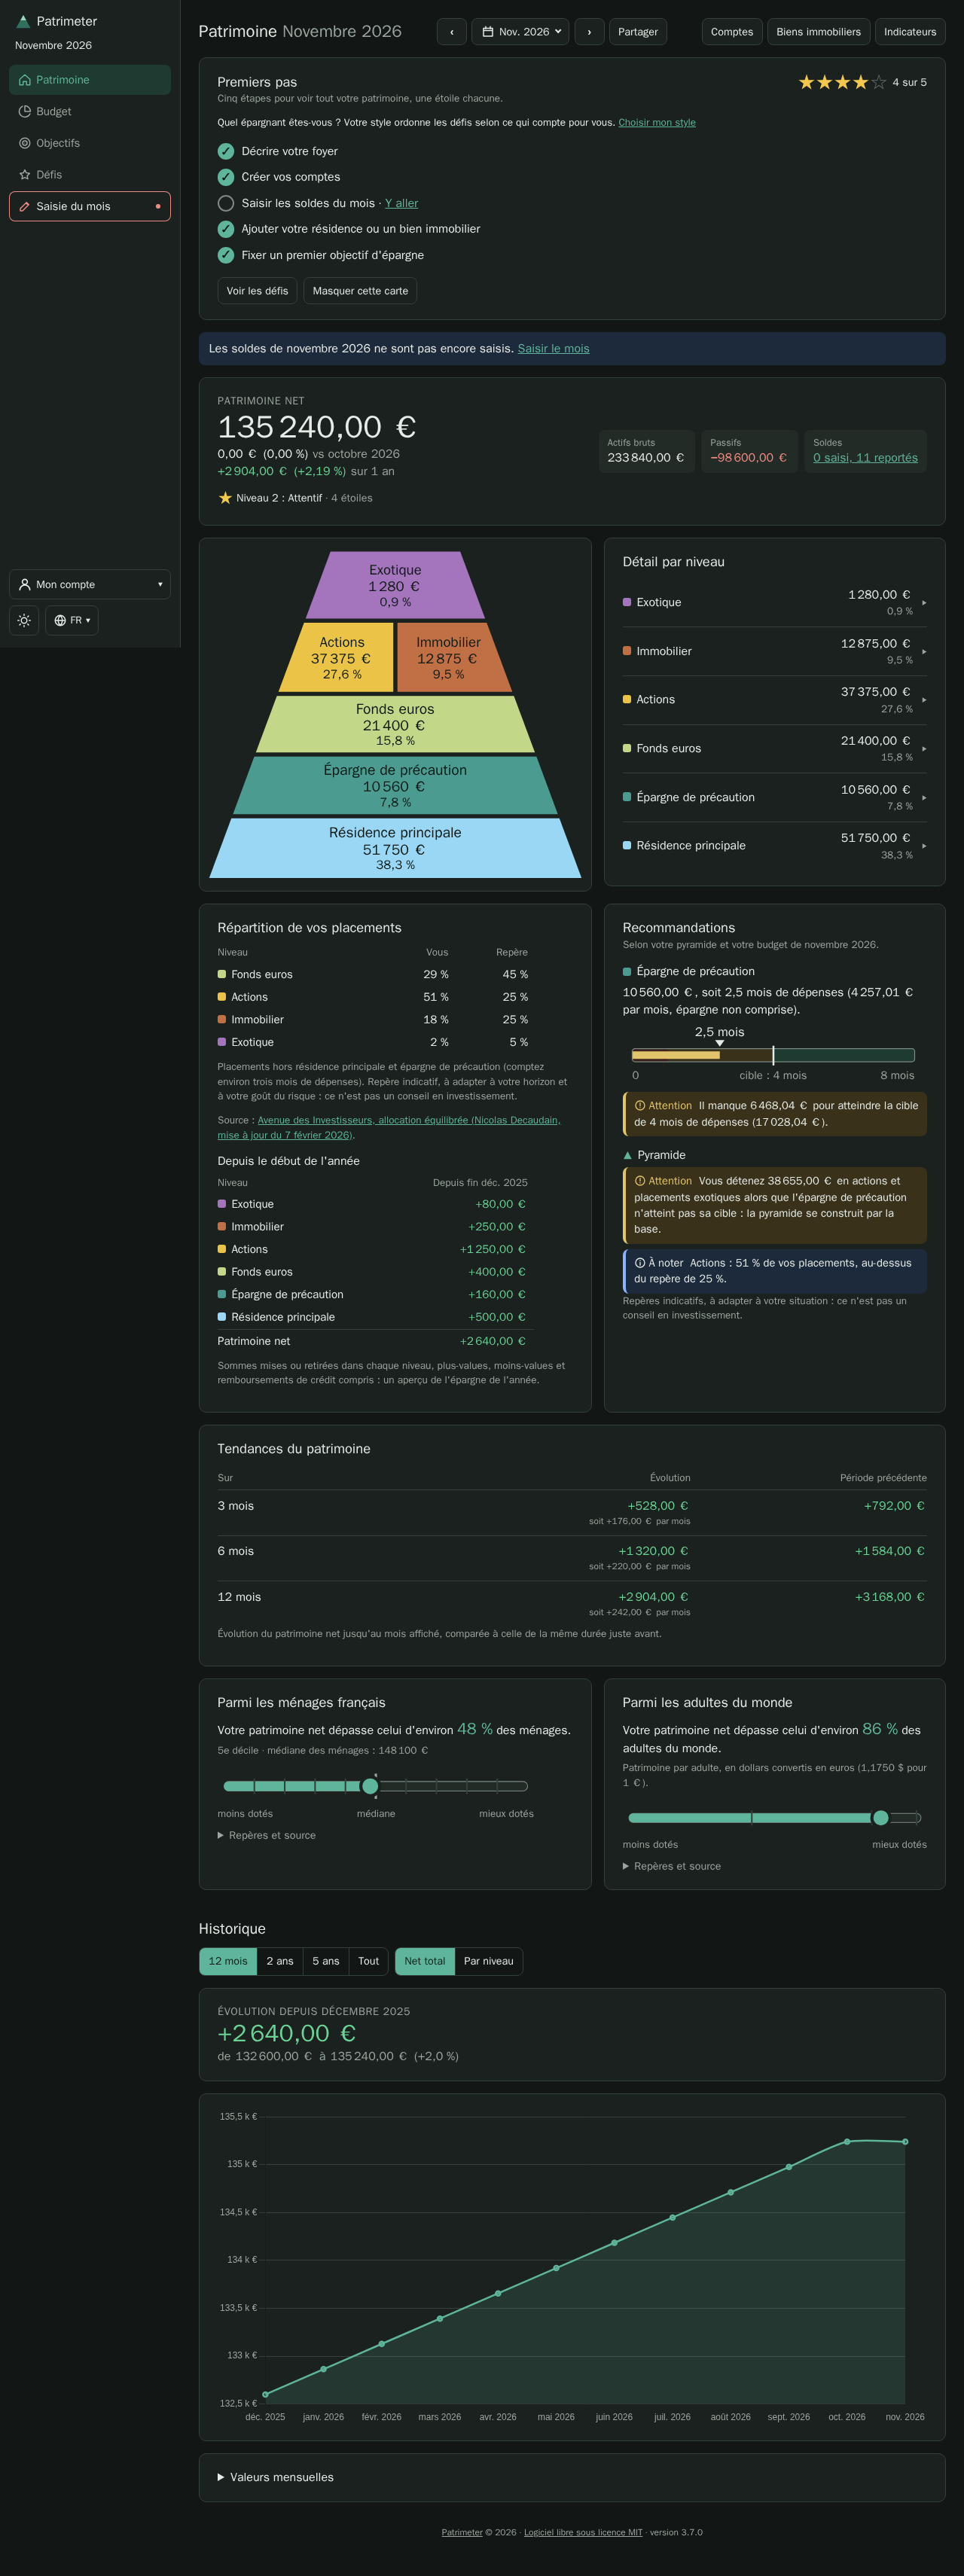 Patrimeter
Novembre 2026
Patrimoine
Budget
Objectifs
Défis
Saisie du mois
Mon compte
FR
Patrimoine Novembre 2026
‹
Nov. 2026
›
Partager
Comptes
Biens immobiliers
Indicateurs
Premiers pas
4 sur 5
Cinq étapes pour voir tout votre patrimoine, une étoile chacune.
Quel épargnant êtes-vous ? Votre style ordonne les défis selon ce qui compte pour vous. Choisir mon style
Décrire votre foyer
Créer vos comptes
Saisir les soldes du mois · Y aller
Ajouter votre résidence ou un bien immobilier
Fixer un premier objectif d'épargne
Voir les défis
Masquer cette carte
Les soldes de novembre 2026 ne sont pas encore saisis. Saisir le mois
PATRIMOINE NET
135 240,00 €
0,00 € (0,00 %) vs octobre 2026
+2 904,00 € (+2,19 %) sur 1 an
Niveau 2 : Attentif · 4 étoiles
Actifs bruts
233 840,00 €
Passifs
−98 600,00 €
Soldes
0 saisi, 11 reportés
Exotique
1 280 €
0,9 %
Actions
37 375 €
27,6 %
Immobilier
12 875 €
9,5 %
Fonds euros
21 400 €
15,8 %
Épargne de précaution
10 560 €
7,8 %
Résidence principale
51 750 €
38,3 %
Détail par niveau
Exotique
1 280,00 €
0,9 %
Immobilier
12 875,00 €
9,5 %
Actions
37 375,00 €
27,6 %
Fonds euros
21 400,00 €
15,8 %
Épargne de précaution
10 560,00 €
7,8 %
Résidence principale
51 750,00 €
38,3 %
Répartition de vos placements
Niveau Vous Repère
Fonds euros 29 % 45 %
Actions 51 % 25 %
Immobilier 18 % 25 %
Exotique 2 % 5 %
Placements hors résidence principale et épargne de précaution (comptez
environ trois mois de dépenses). Repère indicatif, à adapter à votre horizon et
à votre goût du risque : ce n'est pas un conseil en investissement.
Source : Avenue des Investisseurs, allocation équilibrée (Nicolas Decaudain,
mise à jour du 7 février 2026).
Depuis le début de l'année
Niveau Depuis fin déc. 2025
Exotique +80,00 €
Immobilier +250,00 €
Actions +1 250,00 €
Fonds euros +400,00 €
Épargne de précaution +160,00 €
Résidence principale +500,00 €
Patrimoine net +2 640,00 €
Sommes mises ou retirées dans chaque niveau, plus-values, moins-values et
remboursements de crédit compris : un aperçu de l'épargne de l'année.
Recommandations
Selon votre pyramide et votre budget de novembre 2026.
Épargne de précaution
10 560,00 € , soit 2,5 mois de dépenses (4 257,01 €
par mois, épargne non comprise).
2,5 mois
0 cible : 4 mois 8 mois
Attention Il manque 6 468,04 € pour atteindre la cible
de 4 mois de dépenses (17 028,04 € ).
Pyramide
Attention Vous détenez 38 655,00 € en actions et
placements exotiques alors que l'épargne de précaution
n'atteint pas sa cible : la pyramide se construit par la
base.
À noter Actions : 51 % de vos placements, au-dessus
du repère de 25 %.
Repères indicatifs, à adapter à votre situation : ce n'est pas un
conseil en investissement.
Tendances du patrimoine
Sur Évolution Période précédente
3 mois +528,00 € +792,00 €
soit +176,00 € par mois
6 mois +1 320,00 € +1 584,00 €
soit +220,00 € par mois
12 mois +2 904,00 € +3 168,00 €
soit +242,00 € par mois
Évolution du patrimoine net jusqu'au mois affiché, comparée à celle de la même durée juste avant.
Parmi les ménages français
Votre patrimoine net dépasse celui d'environ 48 % des ménages.
5e décile · médiane des ménages : 148 100 €
moins dotés médiane mieux dotés
Repères et source
Parmi les adultes du monde
Votre patrimoine net dépasse celui d'environ 86 % des
adultes du monde.
Patrimoine par adulte, en dollars convertis en euros (1,1750 $ pour
1 € ).
moins dotés mieux dotés
Repères et source
Historique
12 mois 2 ans 5 ans Tout Net total Par niveau
ÉVOLUTION DEPUIS DÉCEMBRE 2025
+2 640,00 €
de 132 600,00 € à 135 240,00 € (+2,0 %)
135,5 k €
135 k €
134,5 k €
134 k €
133,5 k €
133 k €
132,5 k €
déc. 2025 janv. 2026 févr. 2026 mars 2026 avr. 2026 mai 2026 juin 2026 juil. 2026 août 2026 sept. 2026 oct. 2026 nov. 2026
Valeurs mensuelles
Patrimeter © 2026 · Logiciel libre sous licence MIT · version 3.7.0